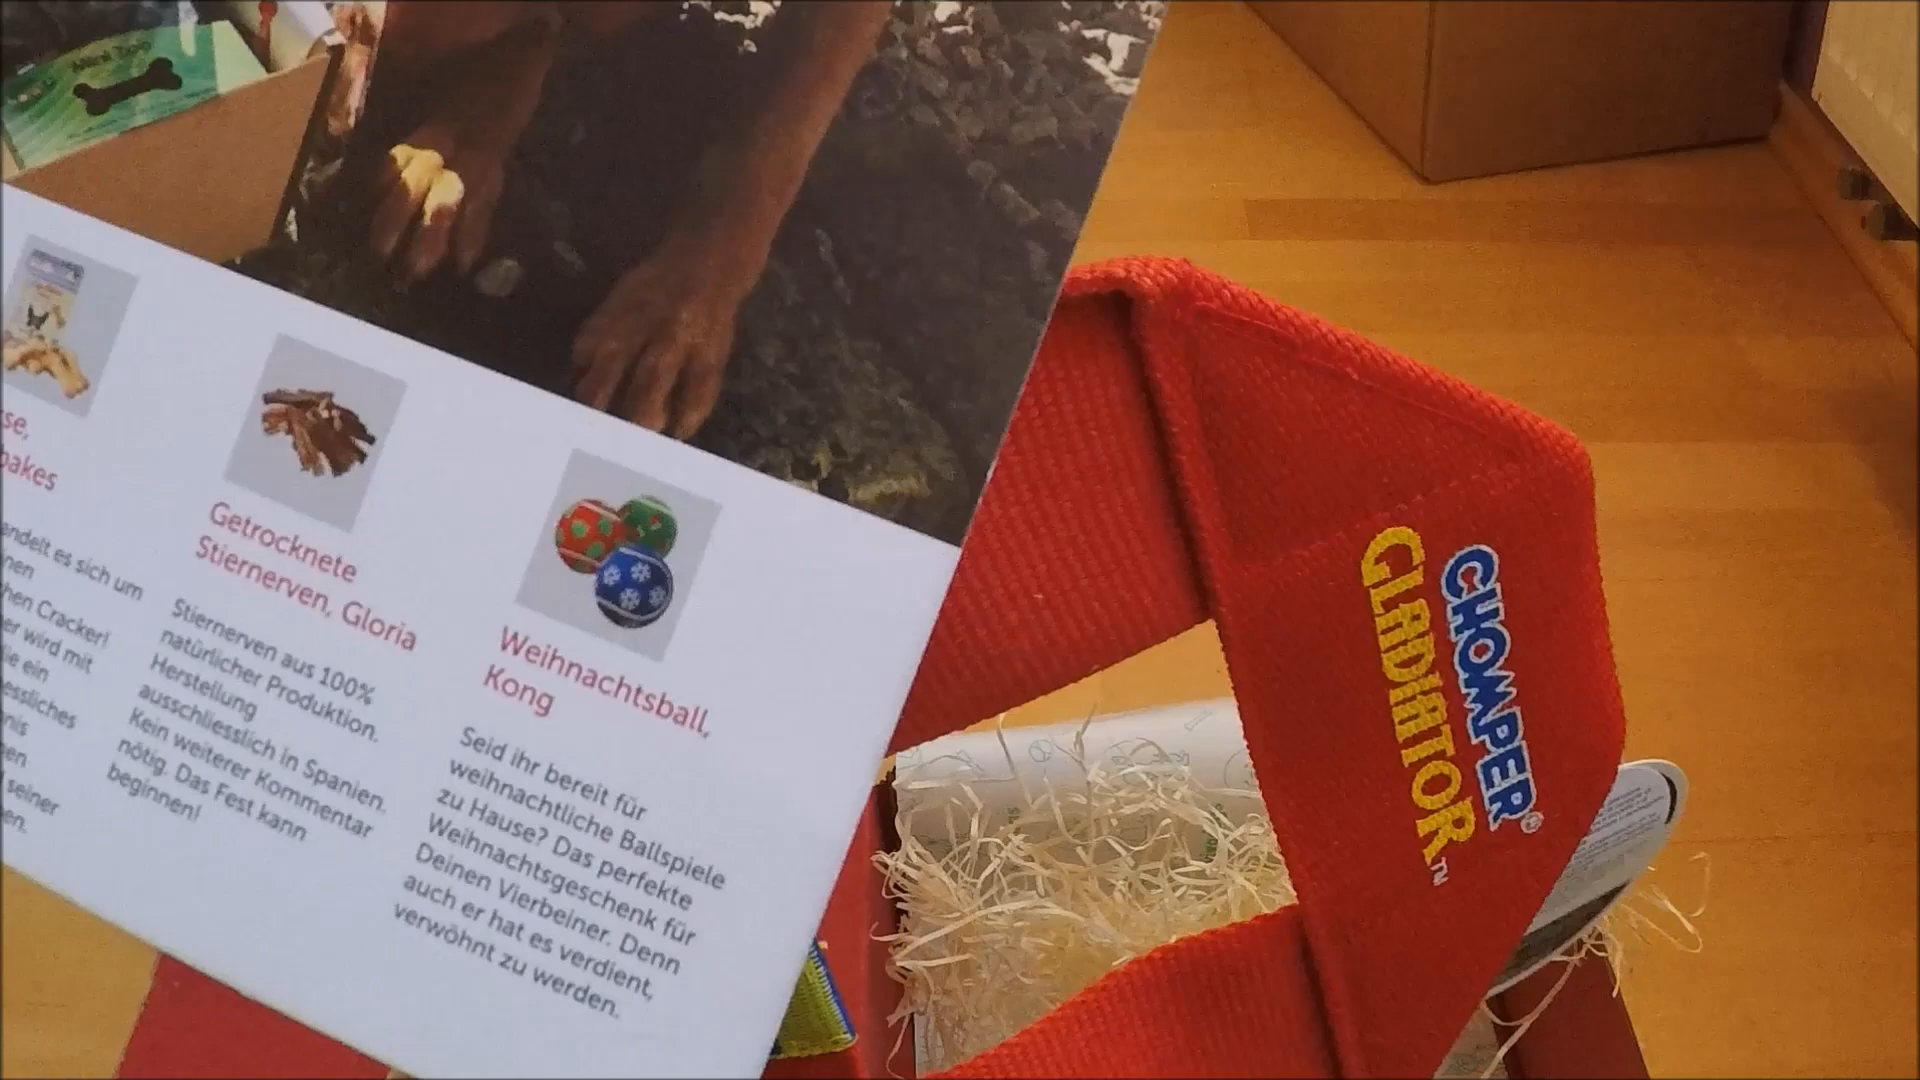 Mini Zoo
se,
bakes
andelt es sich um
nen
hen Cracker!
er wird mit
ie ein
essliches
nis
nen
seiner
en.
Getrocknete
Stiernerven, Gloria
Stiernerven aus 100%
natürlicher Produktion.
Herstellung
ausschliesslich in Spanien.
Kein weiterer Kommentar
nötig. Das Fest kann
beginnen!
Weihnachtsball,
Kong
Seid ihr bereit für
weihnachtliche Ballspiele
zu Hause? Das perfekte
Weihnachtsgeschenk für
Deinen Vierbeiner. Denn
auch er hat es verdient,
verwöhnt zu werden.
CHOMPER®
GLADIATOR™